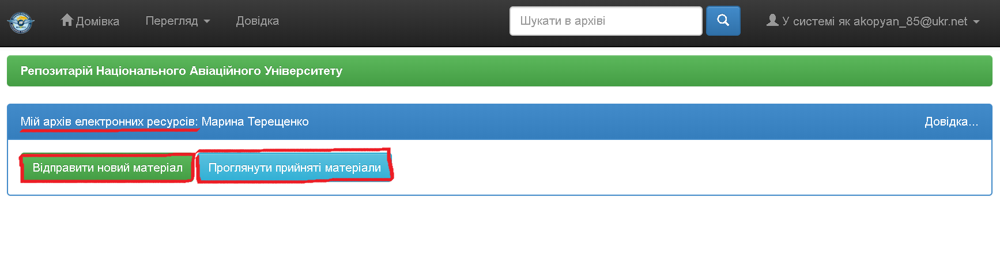 Домівка Перегляд Довідка Шукати в архіві У системі як akopyan_85@ukr.net
Репозитарій Національного Авіаційного Університету
Мій архів електронних ресурсів: Марина Терещенко Довідка...
Відправити новий матеріал Проглянути прийняті матеріали